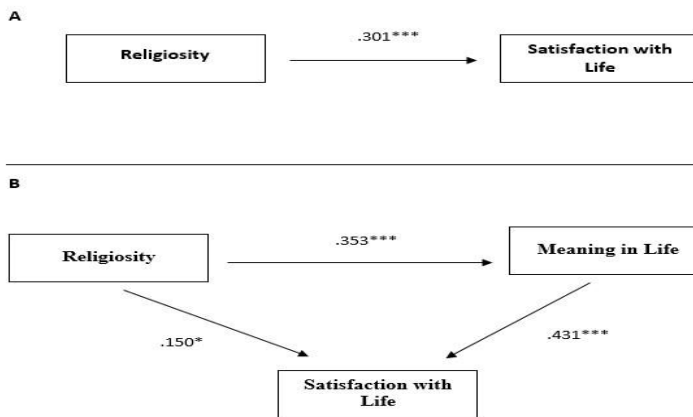 A
.301***
Religiosity
Satisfaction with
Life
B
.353***
Religiosity
Meaning in Life
.150*
.431***
Satisfaction with
Life